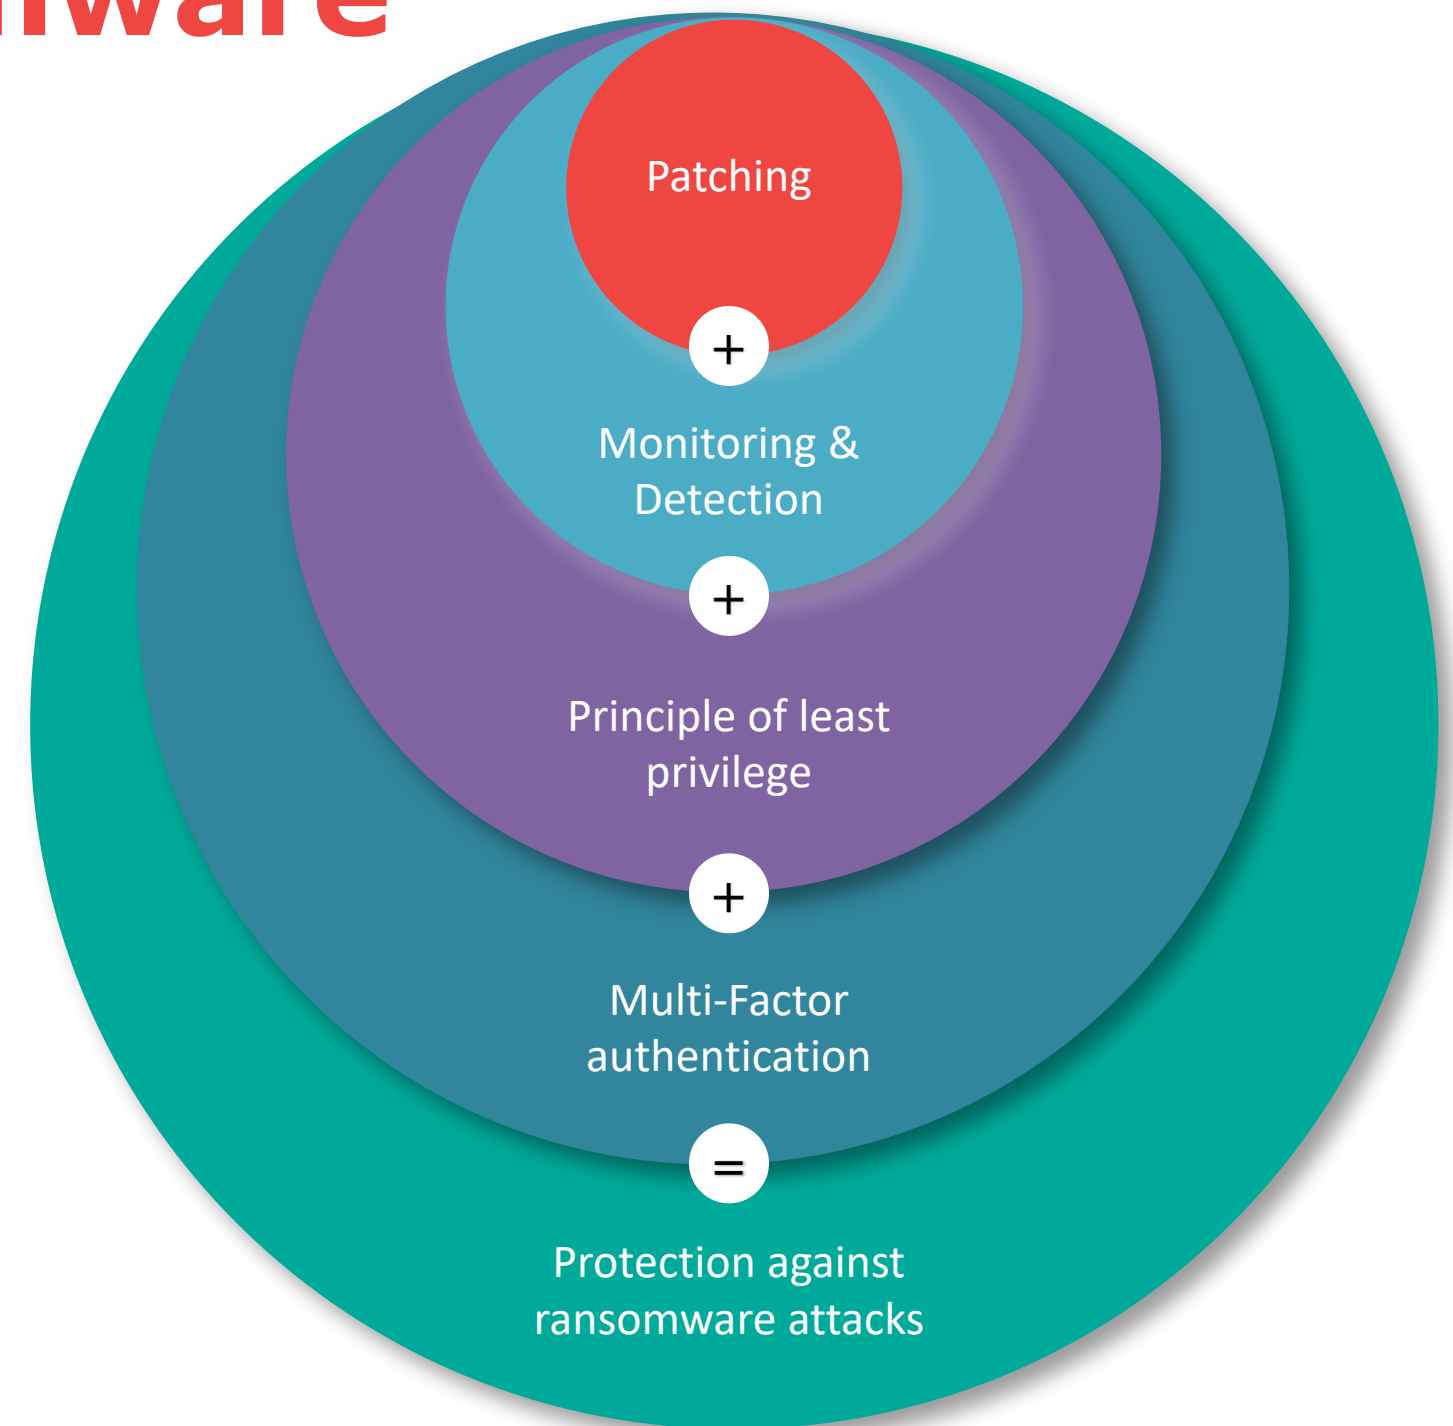 Patching
+
Monitoring &
Detection
+
Principle of least
privilege
+
Multi-Factor
authentication
=
Protection against
ransomware attacks